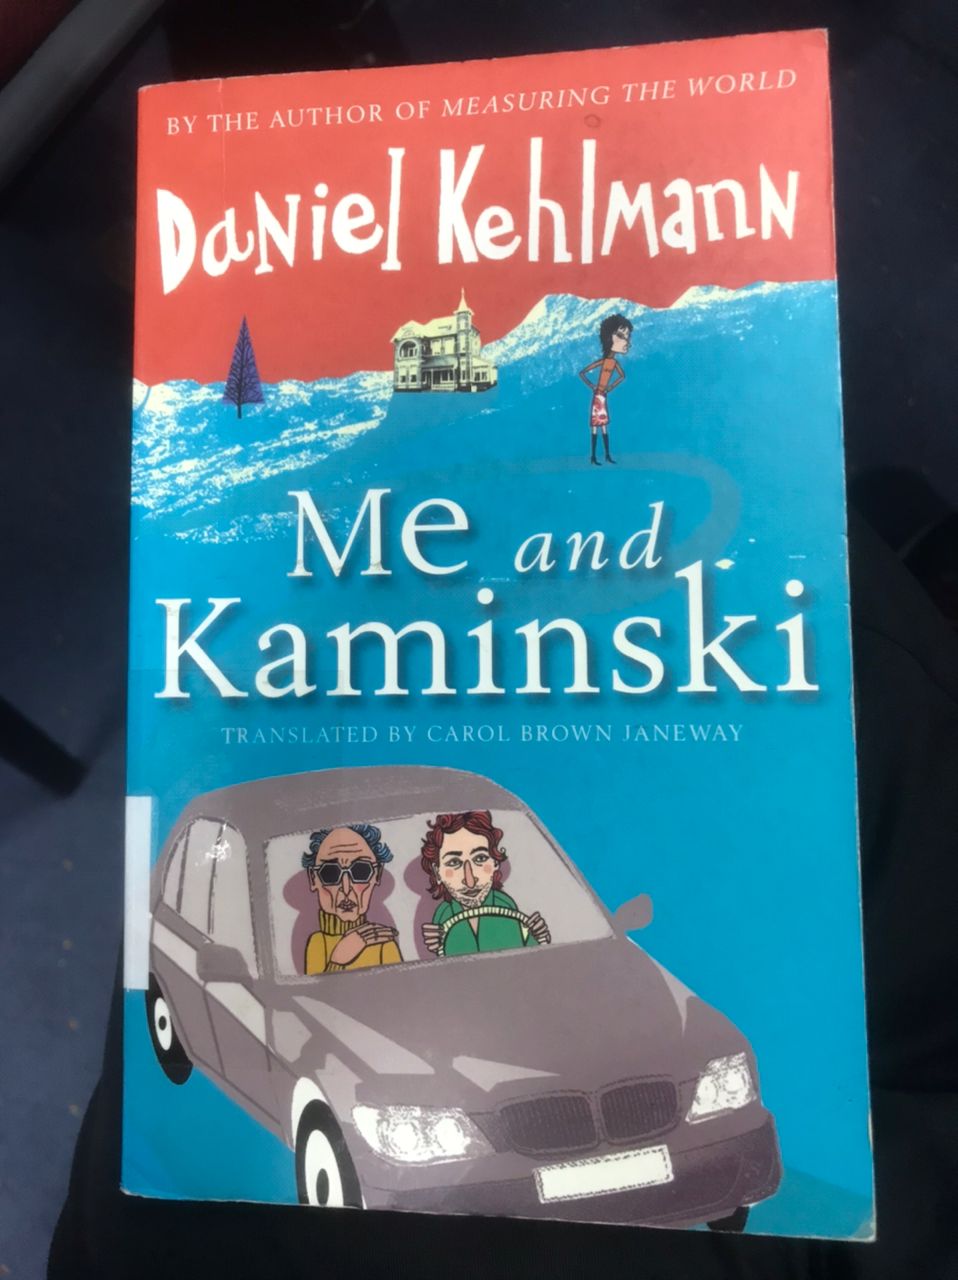 BY THE AUTHOR OF MEASURING THE WORLD
Daniel Kehlmann
Me and
Kaminski
TRANSLATED BY CAROL BROWN JANEWAY